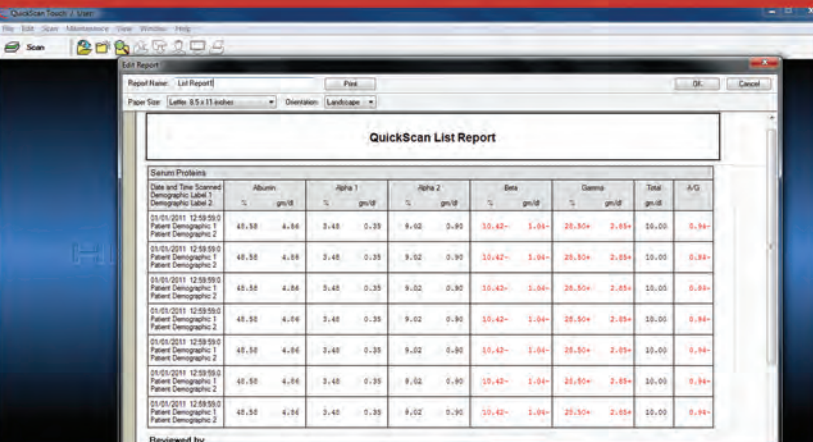 QuickScan Touch / User:
File Edit Scan Maintenance View Window Help
Scan
Edit Report
Report Name: List Report1 Print OK Cancel
Paper Size: Letter 8.5 x 11 inches Orientation: Landscape
QuickScan List Report
Serum Proteins
Date and Time Scanned Albumin Alpha 1 Alpha 2 Beta Gamma Total A/G
Demographic Label 1
Demographic Label 2 % gm/dl % gm/dl % gm/dl % gm/dl % gm/dl gm/dl
01/01/2011 12:59:59.0
Patient Demographic 1 48.58 4.86 3.48 0.35 9.02 0.90 10.42- 1.04- 28.50+ 2.85+ 10.00 0.94-
Patient Demographic 2
01/01/2011 12:59:59.0
Patient Demographic 1 48.58 4.86 3.48 0.35 9.02 0.90 10.42- 1.04- 28.50+ 2.85+ 10.00 0.94-
Patient Demographic 2
01/01/2011 12:59:59.0
Patient Demographic 1 48.58 4.86 3.48 0.35 9.02 0.90 10.42- 1.04- 28.50+ 2.85+ 10.00 0.94-
Patient Demographic 2
01/01/2011 12:59:59.0
Patient Demographic 1 48.58 4.86 3.48 0.35 9.02 0.90 10.42- 1.04- 28.50+ 2.85+ 10.00 0.94-
Patient Demographic 2
01/01/2011 12:59:59.0
Patient Demographic 1 48.58 4.86 3.48 0.35 9.02 0.90 10.42- 1.04- 28.50+ 2.85+ 10.00 0.94-
Patient Demographic 2
01/01/2011 12:59:59.0
Patient Demographic 1 48.58 4.86 3.48 0.35 9.02 0.90 10.42- 1.04- 28.50+ 2.85+ 10.00 0.94-
Patient Demographic 2
01/01/2011 12:59:59.0
Patient Demographic 1 48.58 4.86 3.48 0.35 9.02 0.90 10.42- 1.04- 28.50+ 2.85+ 10.00 0.94-
Patient Demographic 2
Reviewed by